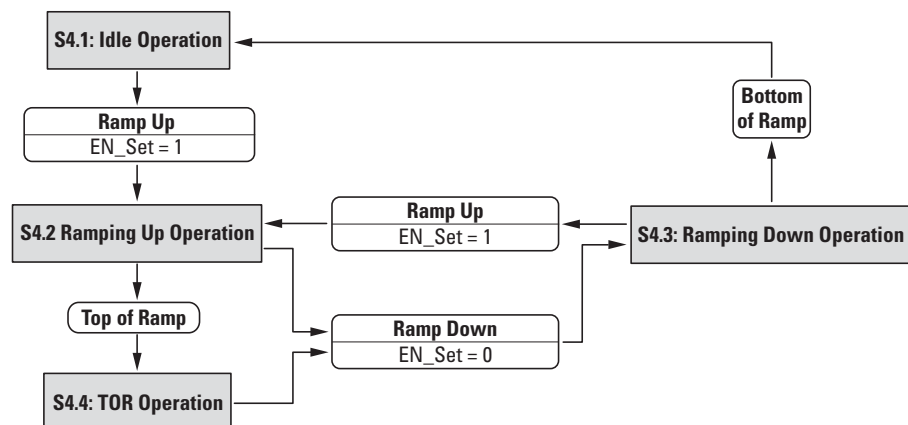 S4.1: Idle Operation
Ramp Up
EN_Set = 1
Bottom
of Ramp
S4.2 Ramping Up Operation
Ramp Up
EN_Set = 1
S4.3: Ramping Down Operation
Top of Ramp
Ramp Down
EN_Set = 0
S4.4: TOR Operation